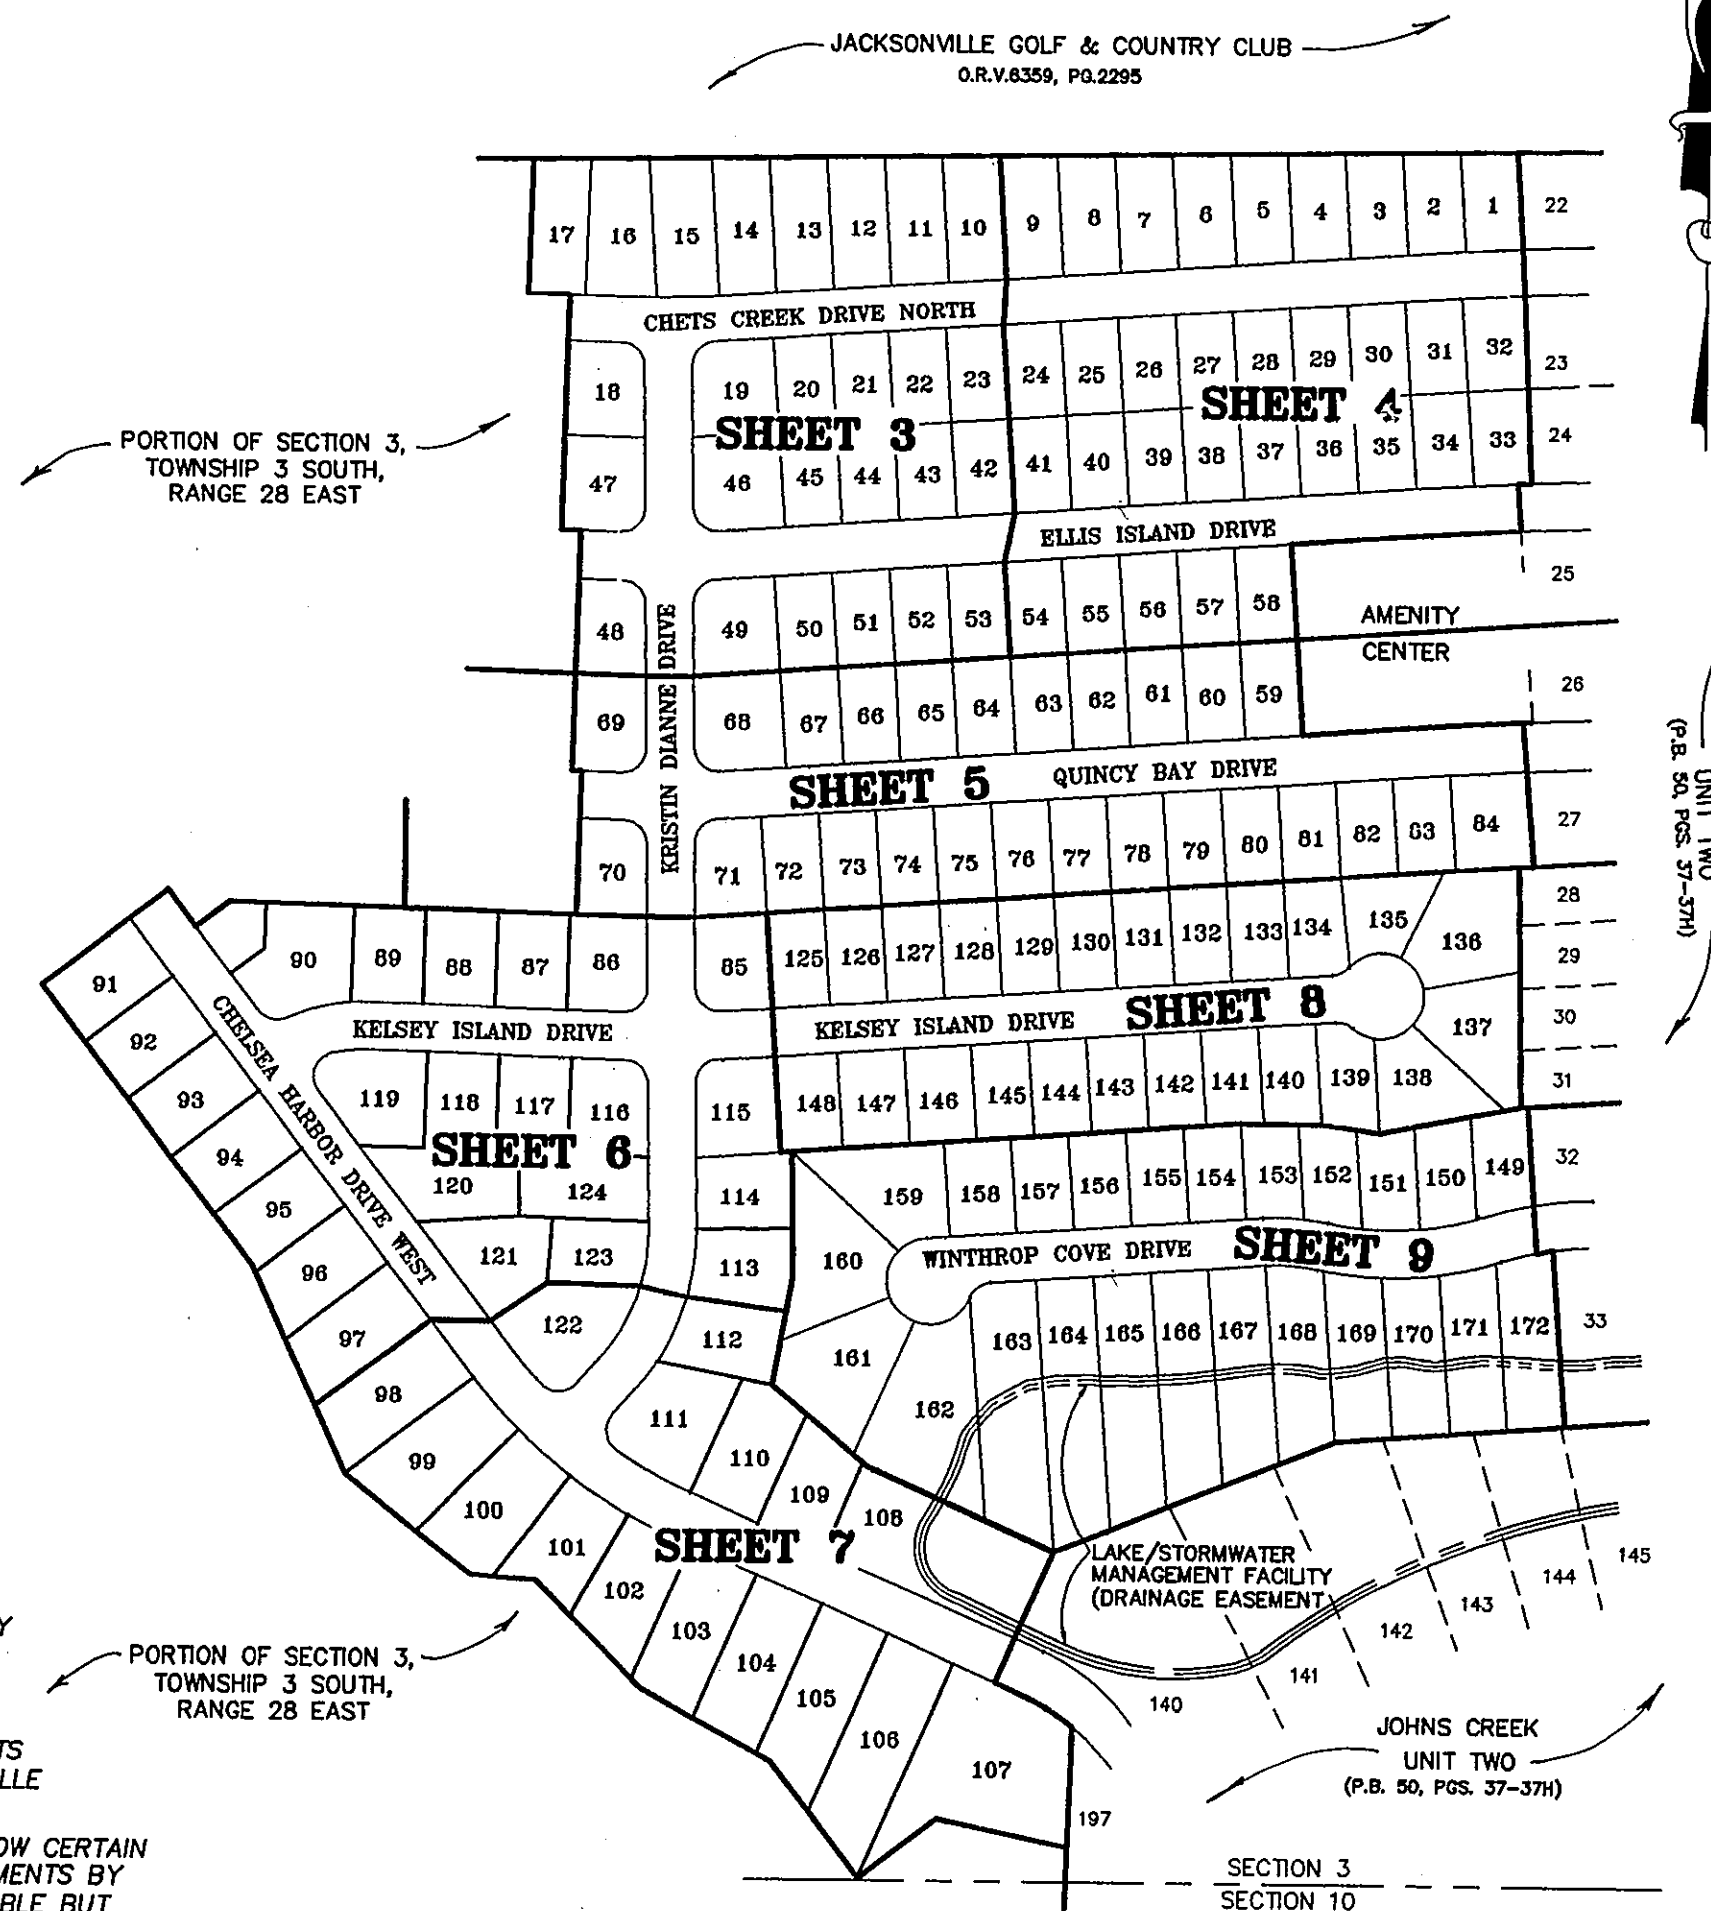 JACKSONVILLE GOLF & COUNTRY CLUB
O.R.V.6359, PG.2295
17 16 15 14 13 12 11 10 9 8 7 6 5 4 3 2 1 22
CHETS CREEK DRIVE NORTH
18 19 20 21 22 23 24 25 26 27 28 29 30 31 32 23
SHEET 3
SHEET 4
PORTION OF SECTION 3,
TOWNSHIP 3 SOUTH,
RANGE 28 EAST
47 46 45 44 43 42 41 40 39 38 37 36 35 34 33 24
ELLIS ISLAND DRIVE
25
48 49 50 51 52 53 54 55 56 57 58
AMENITY
CENTER
KRISTIN DIANNE DRIVE
69 68 67 66 65 64 63 62 61 60 59 26
SHEET 5
QUINCY BAY DRIVE
UNIT TWO
(P.B. 50, PGS. 37-37H)
70 71 72 73 74 75 76 77 78 79 80 81 82 83 84 27
28
91 90 89 88 87 86 85 125 126 127 128 129 130 131 132 133 134 135 136 29
CHELSEA HARBOR DRIVE WEST
KELSEY ISLAND DRIVE
KELSEY ISLAND DRIVE
SHEET 8
137 30
92
93 119 118 117 116 115 148 147 146 145 144 143 142 141 140 139 138 31
SHEET 6
94 120 124 114 159 158 157 156 155 154 153 152 151 150 149 32
95
121 123 113 160
WINTHROP COVE DRIVE
SHEET 9
96
97 122 112 161 163 164 165 166 167 168 169 170 171 172 33
98 111 162
99 110
100 109 108
101
SHEET 7
LAKE/STORMWATER
MANAGEMENT FACILITY
(DRAINAGE EASEMENT)
145
144
143
142
141
140
102
103
104
105
106
107
Y
PORTION OF SECTION 3,
TOWNSHIP 3 SOUTH,
RANGE 28 EAST
JOHNS CREEK
UNIT TWO
(P.B. 50, PGS. 37-37H)
TS
LLE
197
OW CERTAIN
MENTS BY
BLE BUT
SECTION 3
SECTION 10